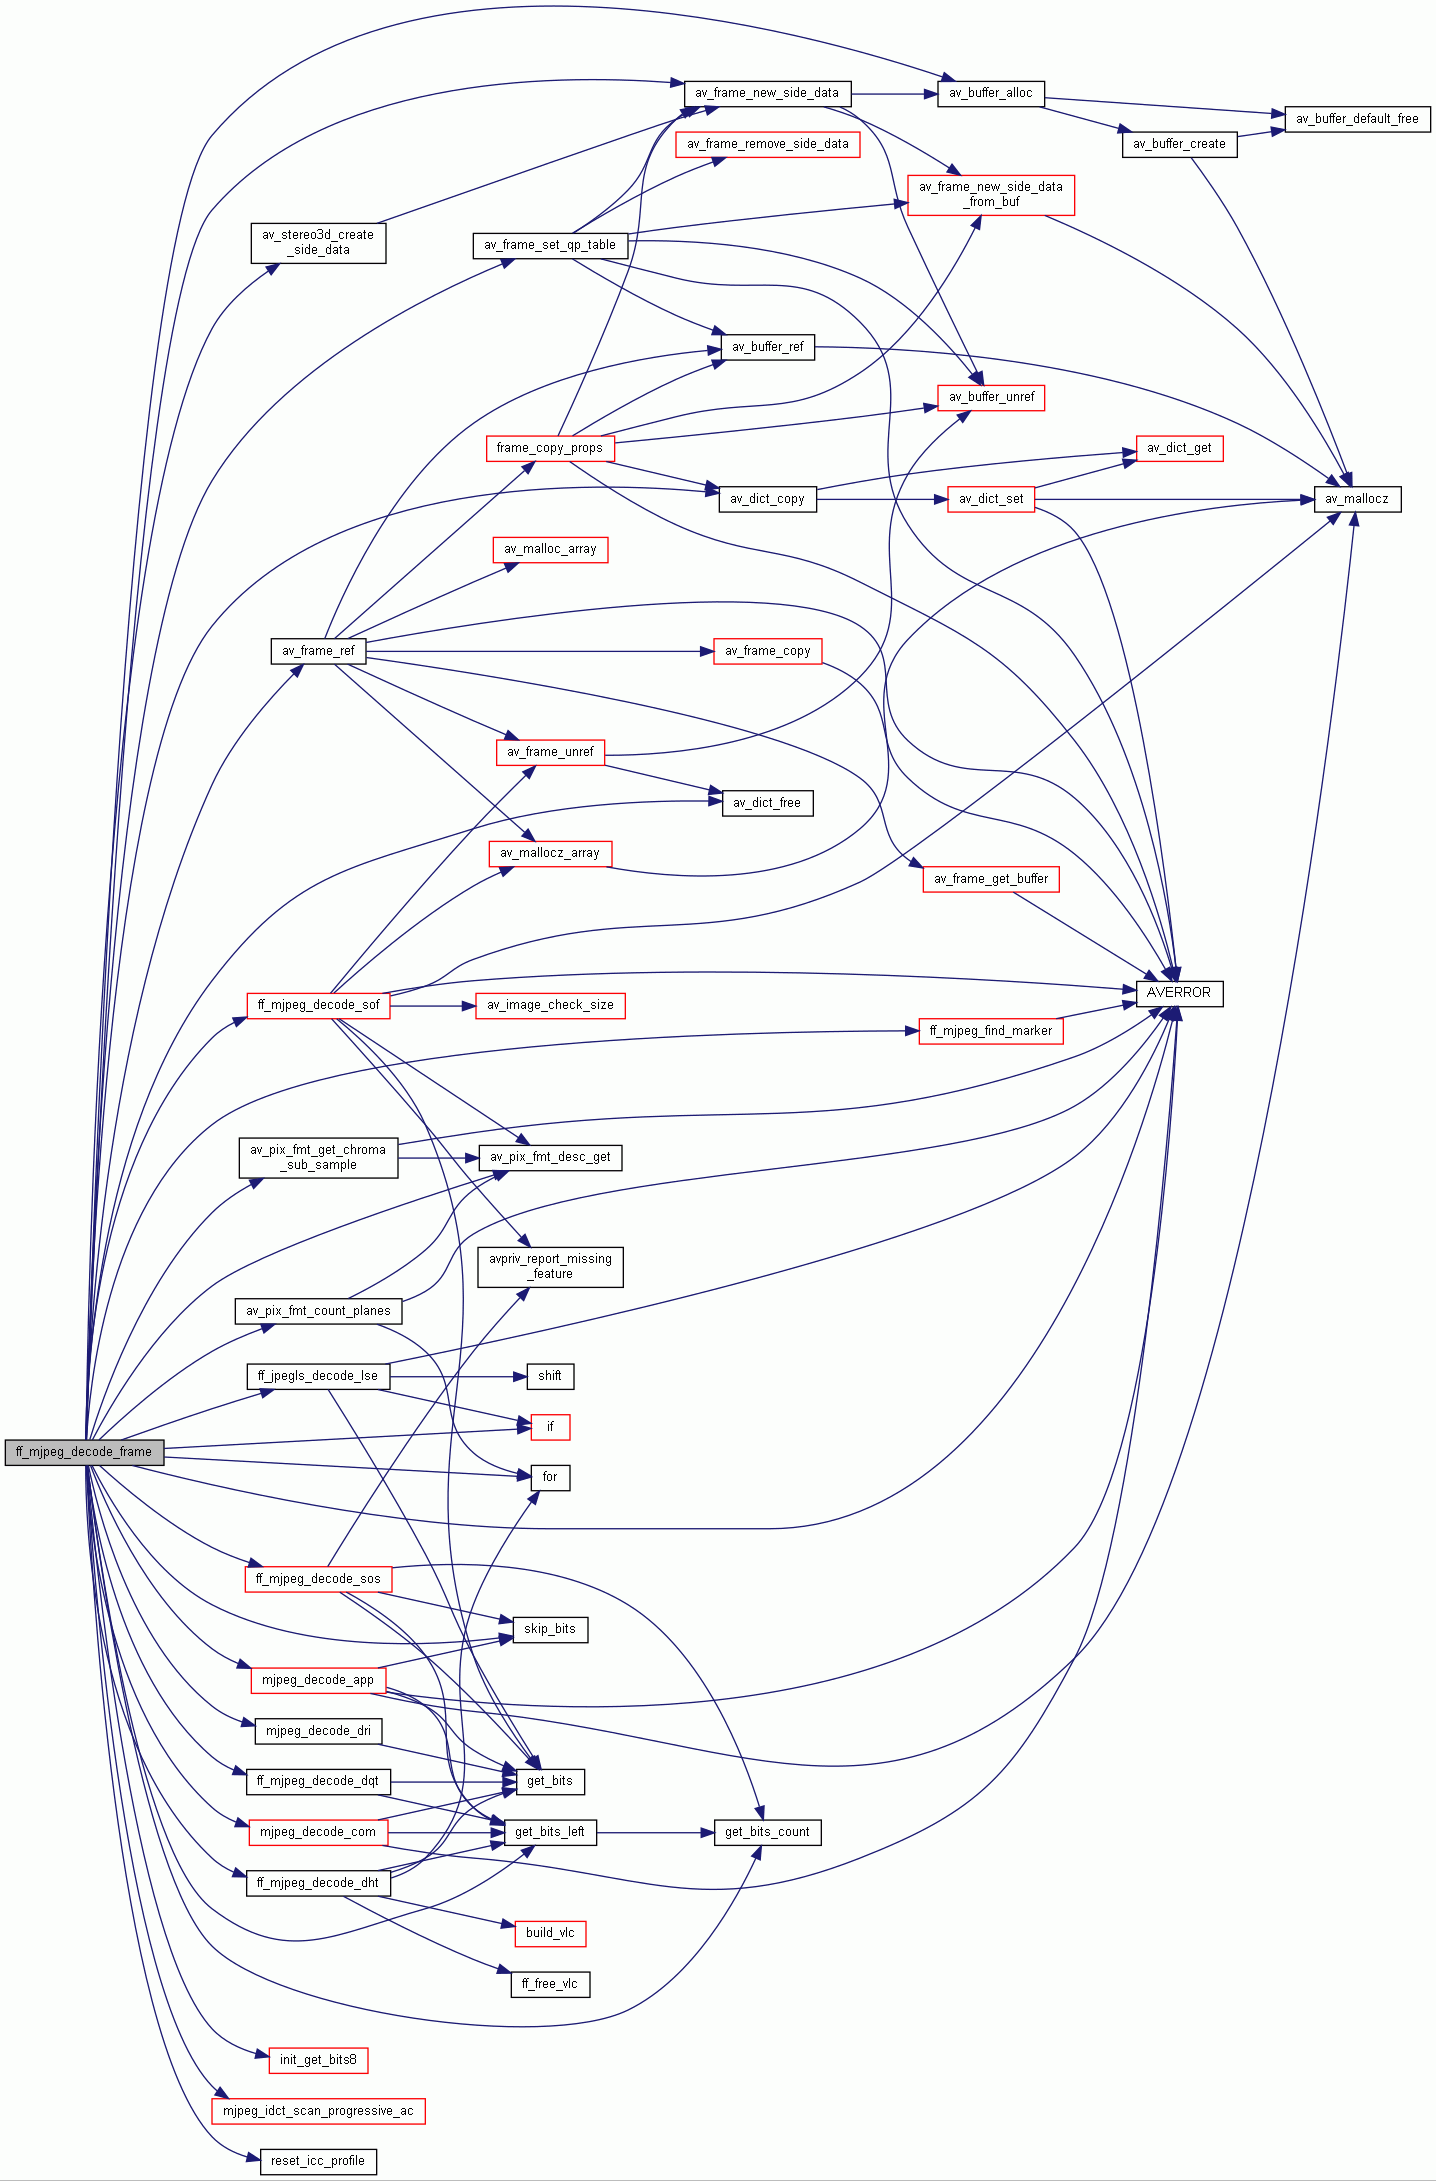 av_frame_new_side_data
av_buffer_alloc
av_buffer_default_free
av_buffer_create
av_frame_remove_side_data
av_frame_new_side_data
_from_buf
av_stereo3d_create
_side_data
av_frame_set_qp_table
av_buffer_ref
av_buffer_unref
frame_copy_props
av_dict_get
av_dict_copy
av_dict_set
av_mallocz
av_malloc_array
av_frame_ref
av_frame_copy
av_frame_unref
av_dict_free
av_mallocz_array
av_frame_get_buffer
ff_mjpeg_decode_sof
av_image_check_size
AVERROR
ff_mjpeg_find_marker
av_pix_fmt_get_chroma
_sub_sample
av_pix_fmt_desc_get
avpriv_report_missing
_feature
av_pix_fmt_count_planes
ff_jpegls_decode_lse
shift
if
ff_mjpeg_decode_frame
for
ff_mjpeg_decode_sos
skip_bits
mjpeg_decode_app
mjpeg_decode_dri
ff_mjpeg_decode_dqt
get_bits
mjpeg_decode_com
get_bits_left
get_bits_count
ff_mjpeg_decode_dht
build_vlc
ff_free_vlc
init_get_bits8
mjpeg_idct_scan_progressive_ac
reset_icc_profile